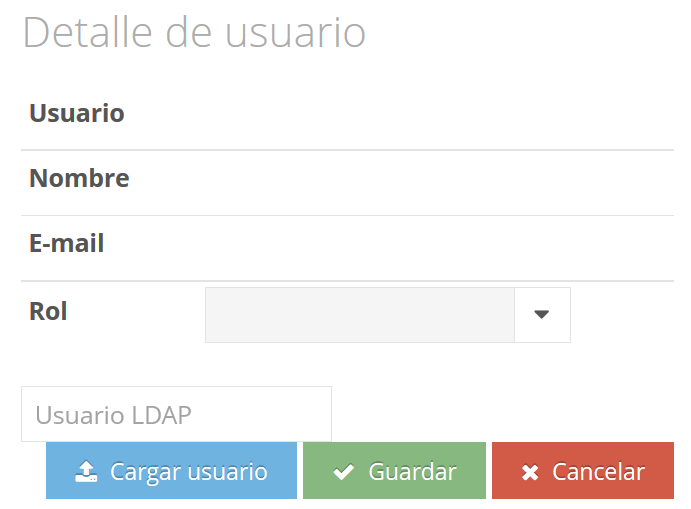 Detalle de usuario
Usuario
Nombre
E-mail
Rol
Usuario LDAP
Cargar usuario Guardar Cancelar